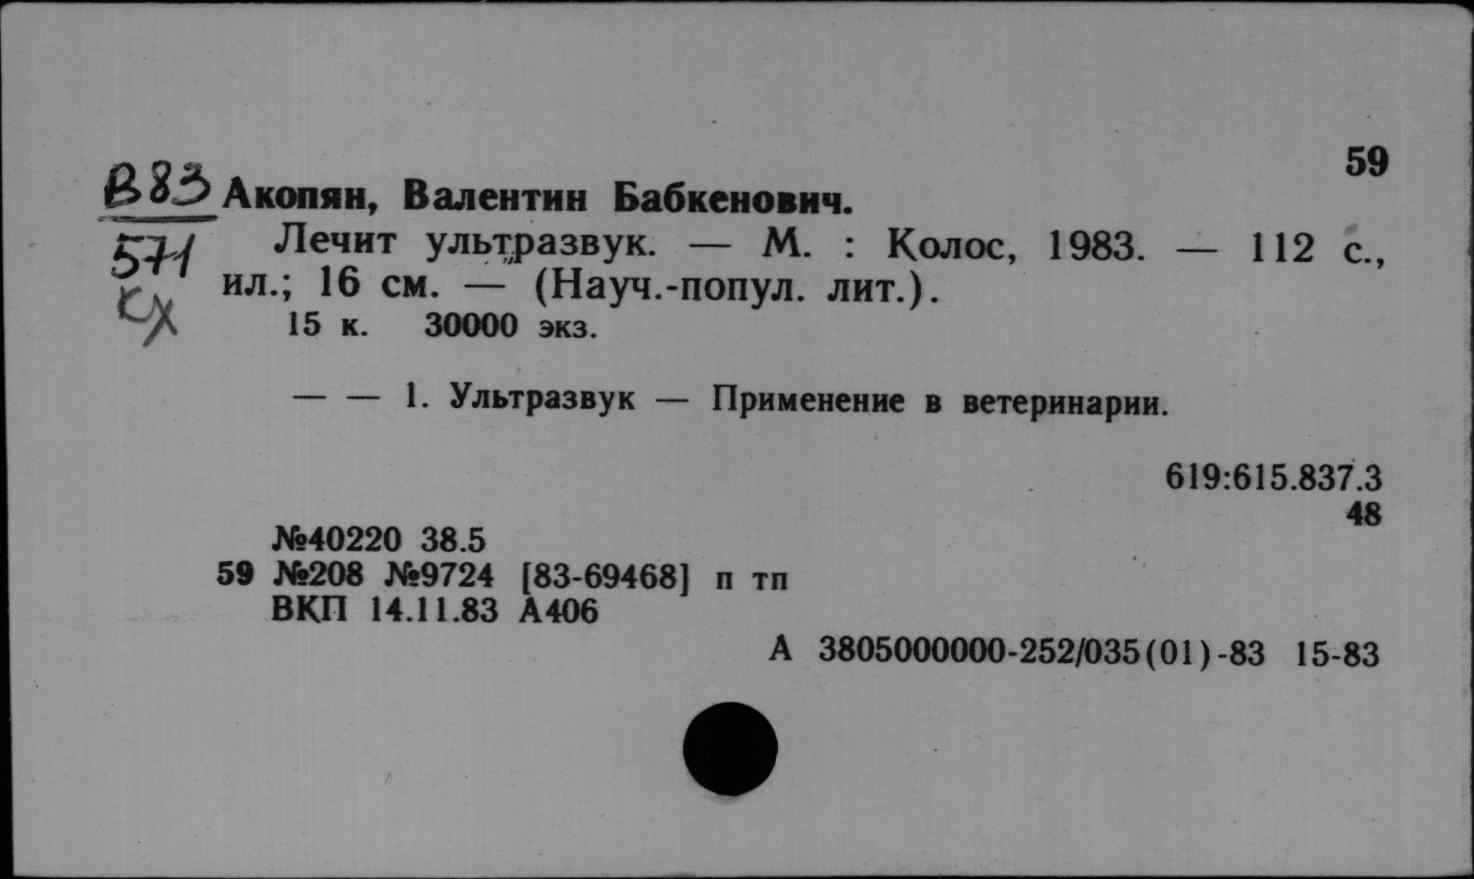 59
В83 Акопян, Валентин Бабкенович.
571 Лечит ультразвук. — М. : Колос, 1983. — 112 с.,
сх ил.; 16 см. — (Науч.-попул. лит.).
15 к. 30000 экз.
— — 1. Ультразвук — Применение в ветеринарии.
619:615.837.3
48
№40220 38.5
59 №208 №9724 [83-69468] п тп
ВКП 14.11.83 А406
А 3805000000-252/035(01)-83 15-83